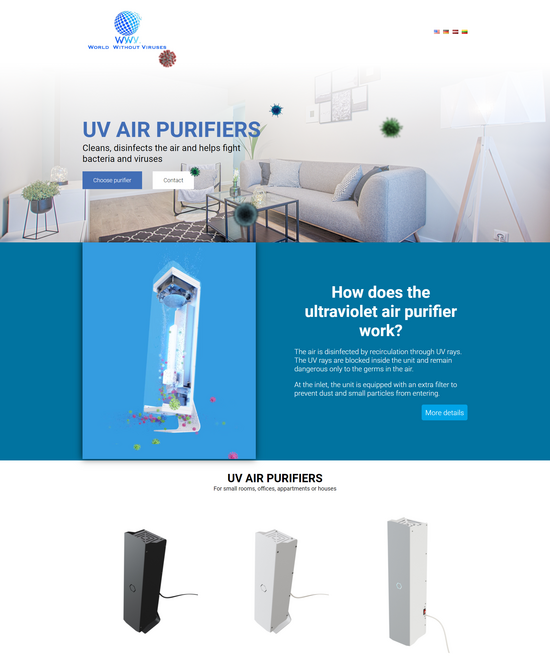 WWV
WORLD WITHOUT VIRUSES
UV AIR PURIFIERS
Cleans, disinfects the air and helps fight
bacteria and viruses
Choose purifier
Contact
How does the
ultraviolet air purifier
work?
The air is disinfected by recirculation through UV rays.
The UV rays are blocked inside the unit and remain
dangerous only to the germs in the air.
At the inlet, the unit is equipped with an extra filter to
prevent dust and small particles from entering.
More details
UV AIR PURIFIERS
For small rooms, offices, appartments or houses